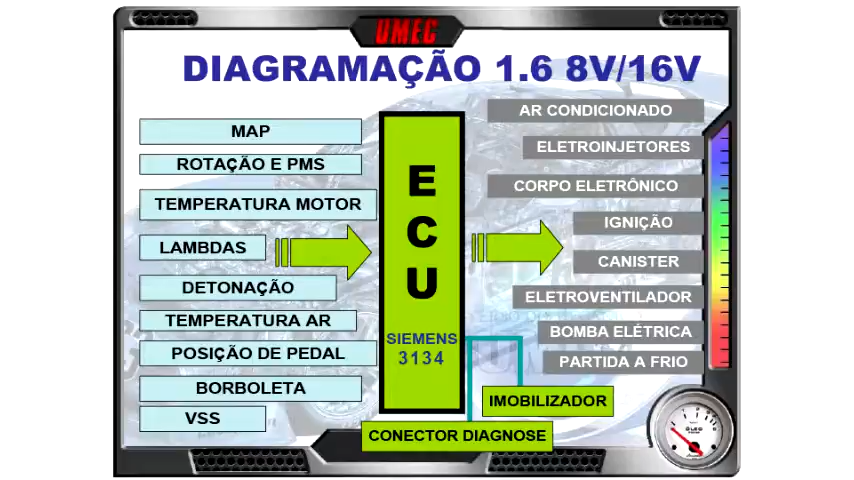 UMEC
DIAGRAMAÇÃO 1.6 8V/16V
MAP
ROTAÇÃO E PMS
TEMPERATURA MOTOR
LAMBDAS
DETONAÇÃO
TEMPERATURA AR
POSIÇÃO DE PEDAL
BORBOLETA
VSS
E
C
U
SIEMENS
3134
AR CONDICIONADO
ELETROINJETORES
CORPO ELETRÔNICO
IGNIÇÃO
CANISTER
ELETROVENTILADOR
BOMBA ELÉTRICA
PARTIDA A FRIO
IMOBILIZADOR
CONECTOR DIAGNOSE